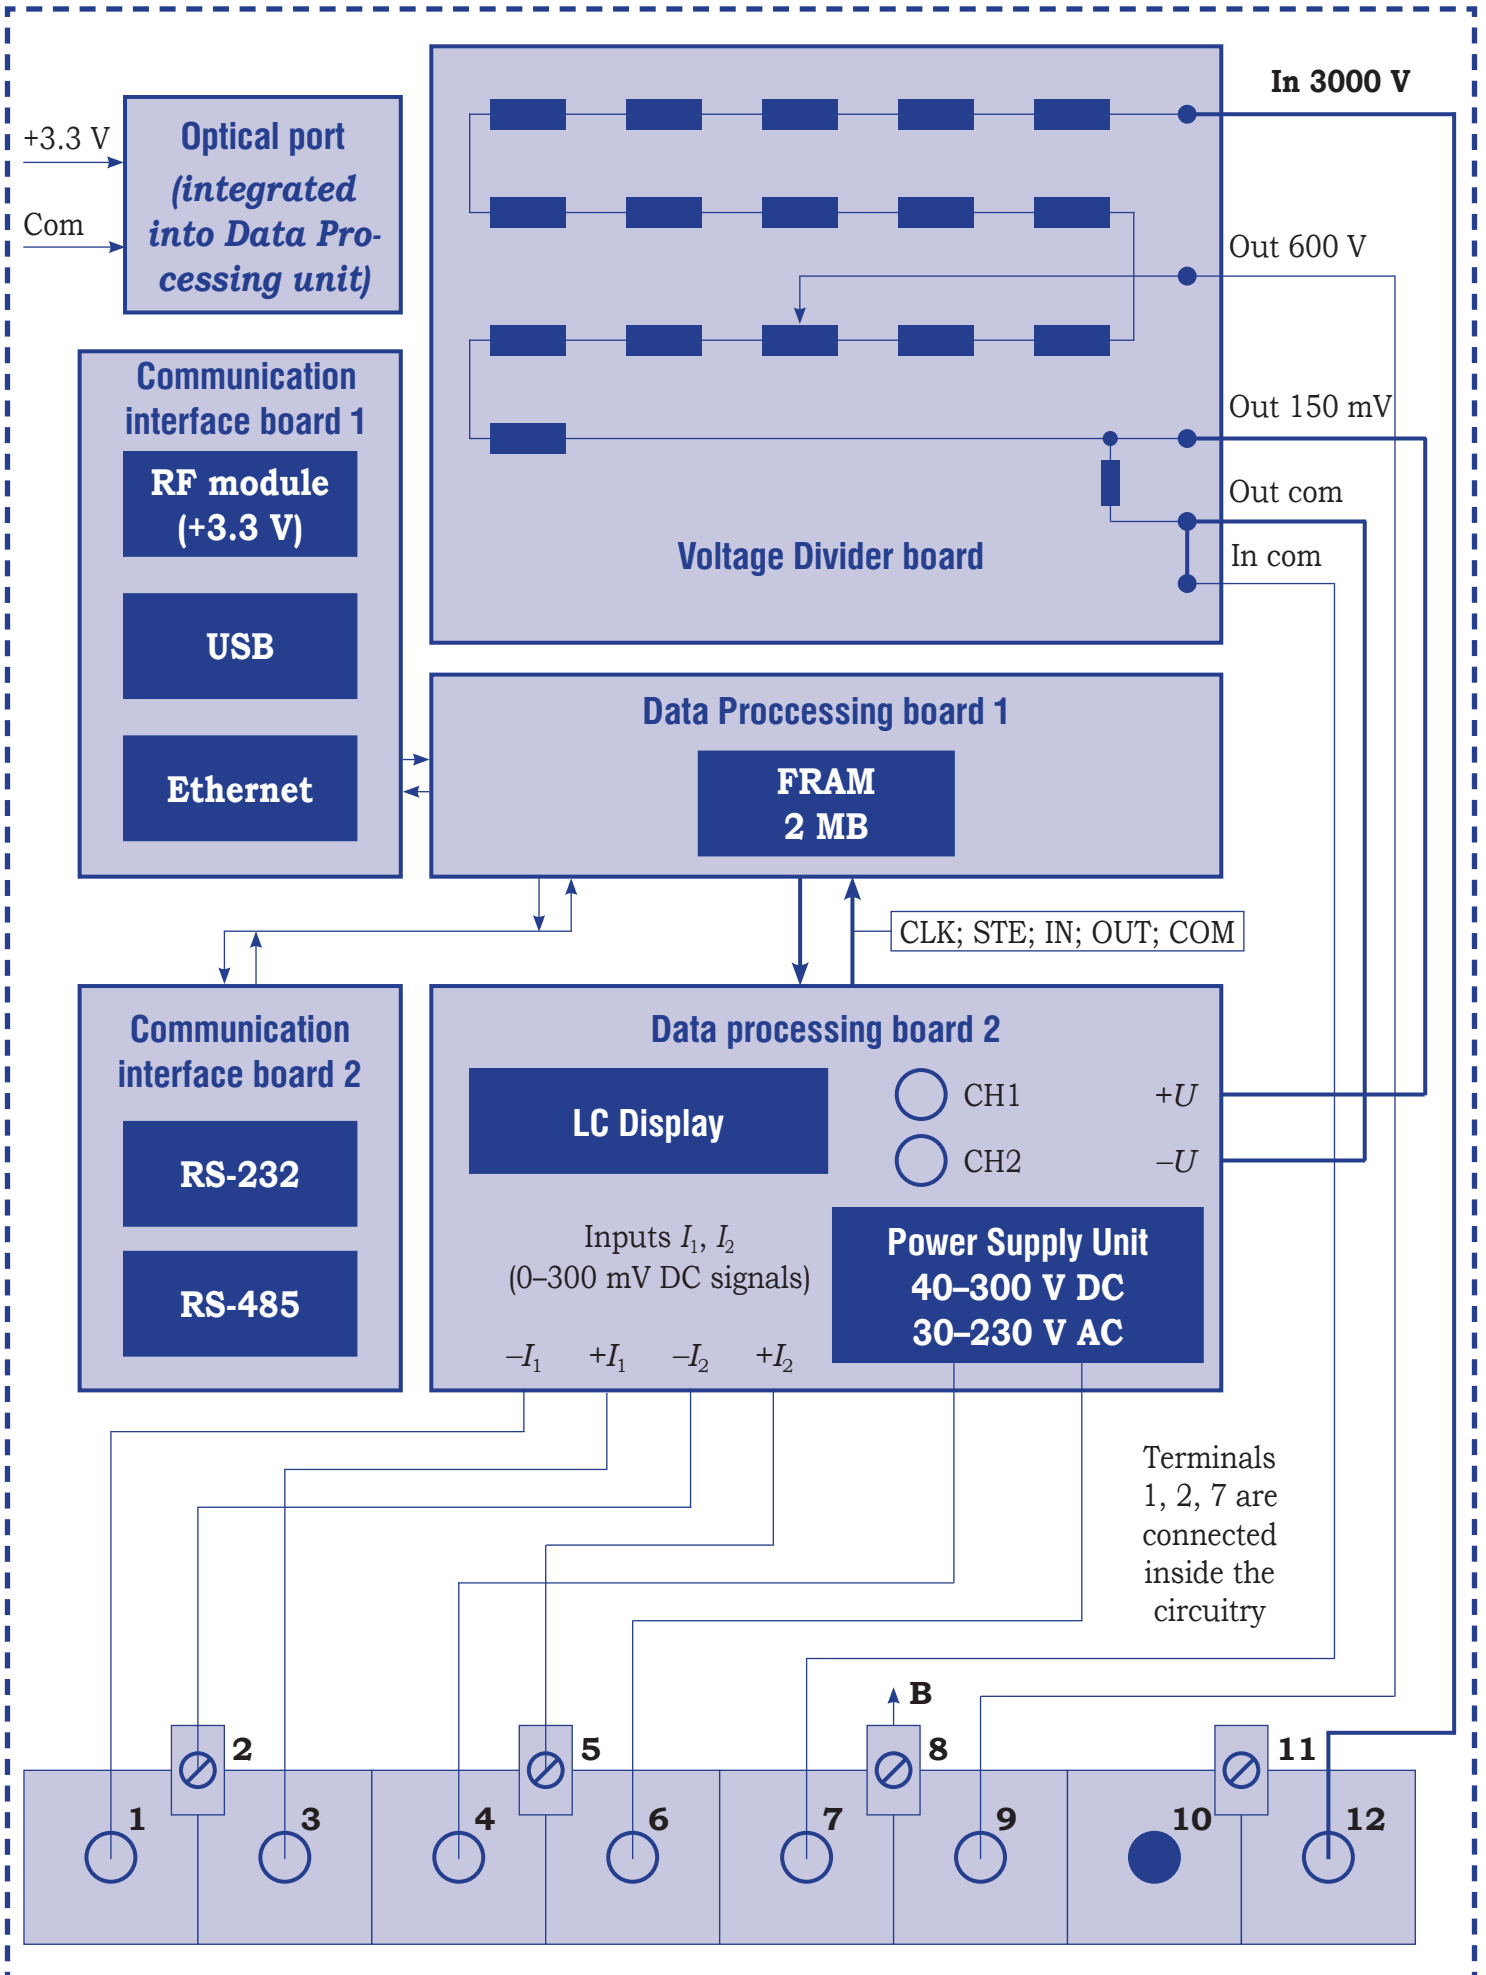 In 3000 V
+3.3 V
Com
Optical port
(integrated
into Data Pro-
cessing unit)
Out 600 V
Out 150 mV
Out com
In com
Voltage Divider board
Communication
interface board 1
RF module
(+3.3 V)
USB
Ethernet
Data Proccessing board 1
FRAM
2 MB
CLK; STE; IN; OUT; COM
Communication
interface board 2
RS-232
RS-485
Data processing board 2
LC Display
CH1
+U
CH2
–U
Inputs I₁, I₂
(0–300 mV DC signals)
Power Supply Unit
40–300 V DC
30–230 V AC
–I₁ +I₁ –I₂ +I₂
Terminals
1, 2, 7 are
connected
inside the
circuitry
B
2 5 8 11
1 3 4 6 7 9 10 12